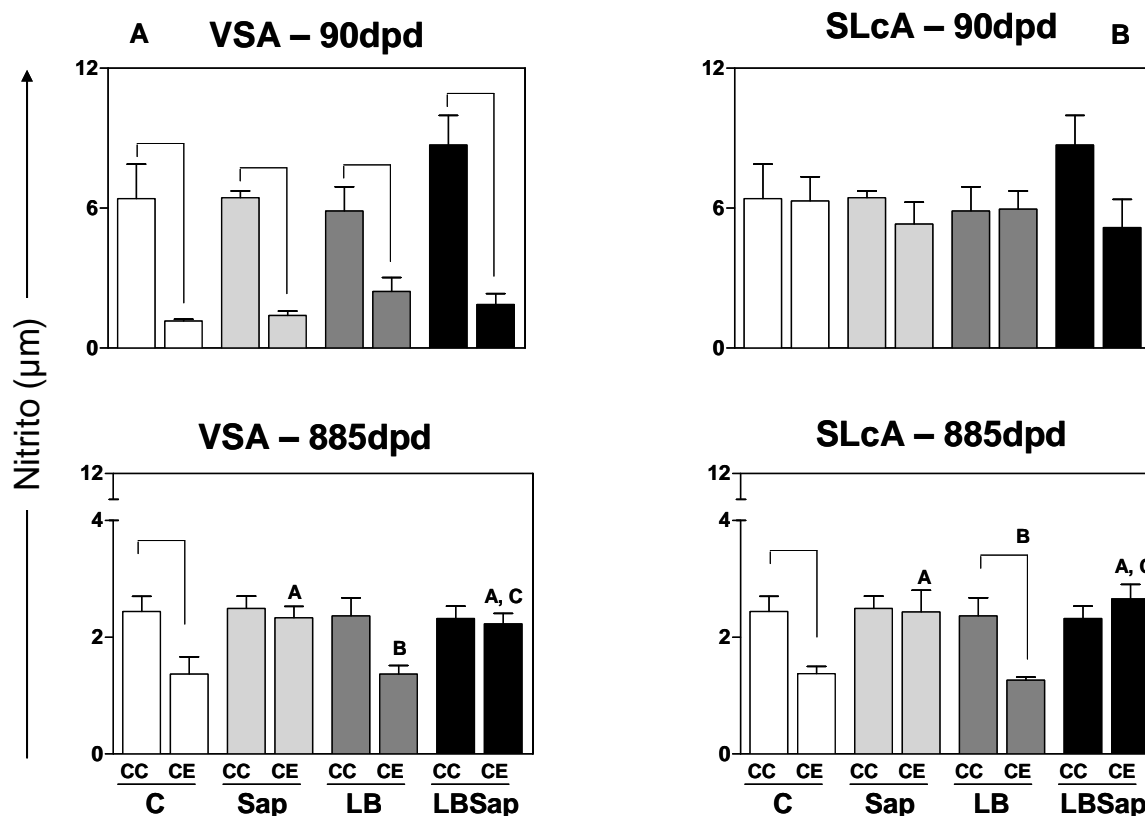 A VSA – 90dpd
SLcA – 90dpd B
12
6
0
12
6
0
Nitrito (µm)
VSA – 885dpd
SLcA – 885dpd
12
4
2
0
A
B
A, C
12
4
2
0
A
B
A, C
CC CE CC CE CC CE CC CE
C Sap LB LBSap
CC CE CC CE CC CE CC CE
C Sap LB LBSap